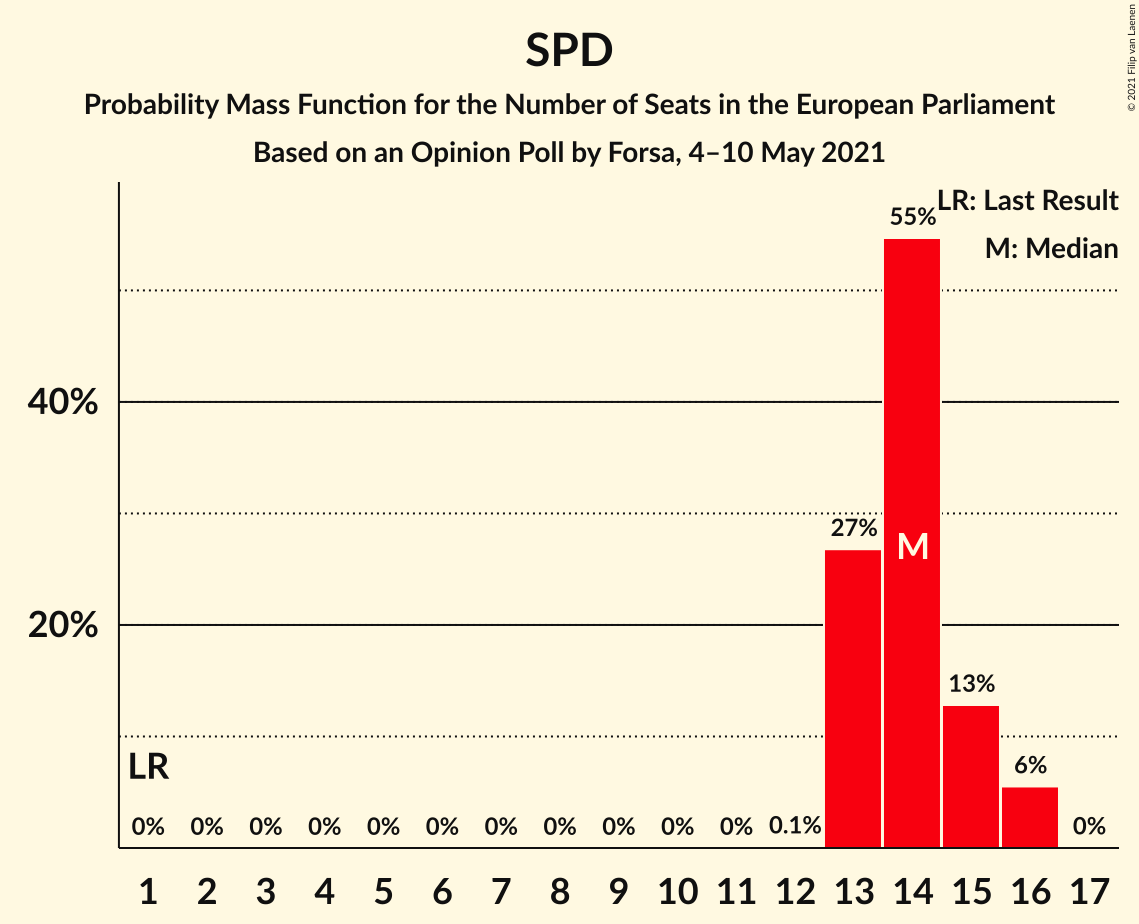 SPD
Probability Mass Function for the Number of Seats in the European Parliament
Based on an Opinion Poll by Forsa, 4–10 May 2021
© 2021 Filip van Laenen
LR: Last Result
M: Median
55%
40%
27%
M
20%
13%
LR
6%
0% 0% 0% 0% 0% 0% 0% 0% 0% 0% 0% 0.1% 0%
1 2 3 4 5 6 7 8 9 10 11 12 13 14 15 16 17